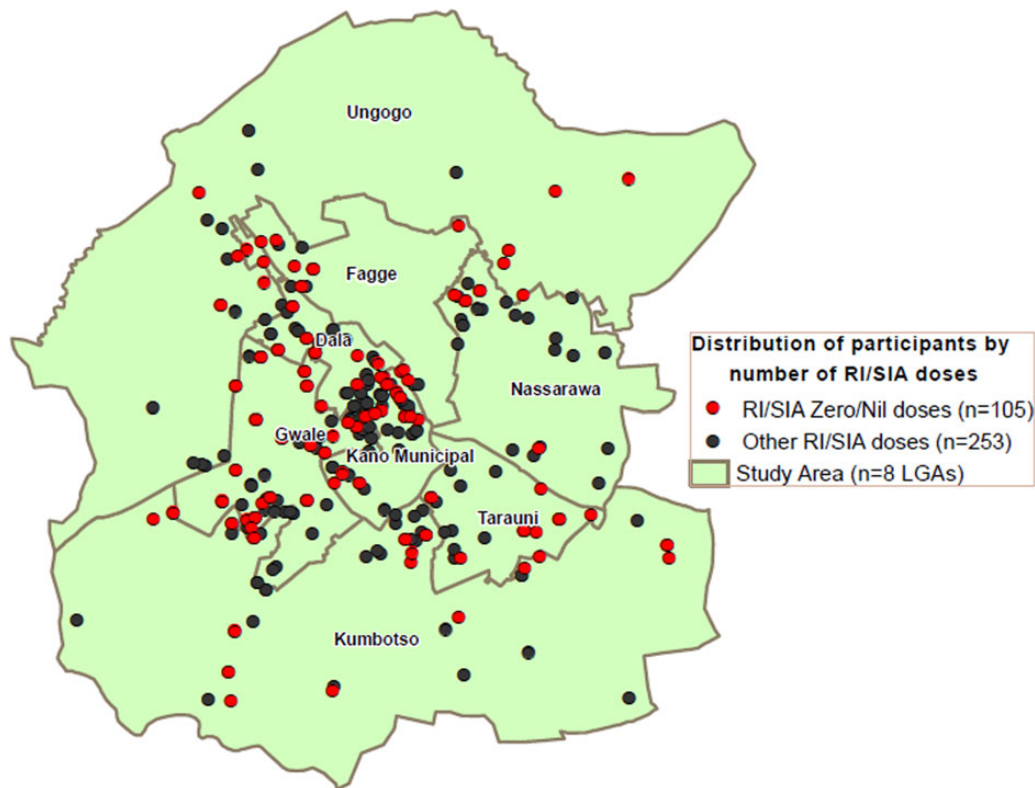 Ungogo
Fagge
Dala
Nassarawa
Gwale
Kano Municipal
Tarauni
Kumbotso
Distribution of participants by
number of RI/SIA doses
RI/SIA Zero/Nil doses (n=105)
Other RI/SIA doses (n=253)
Study Area (n=8 LGAs)